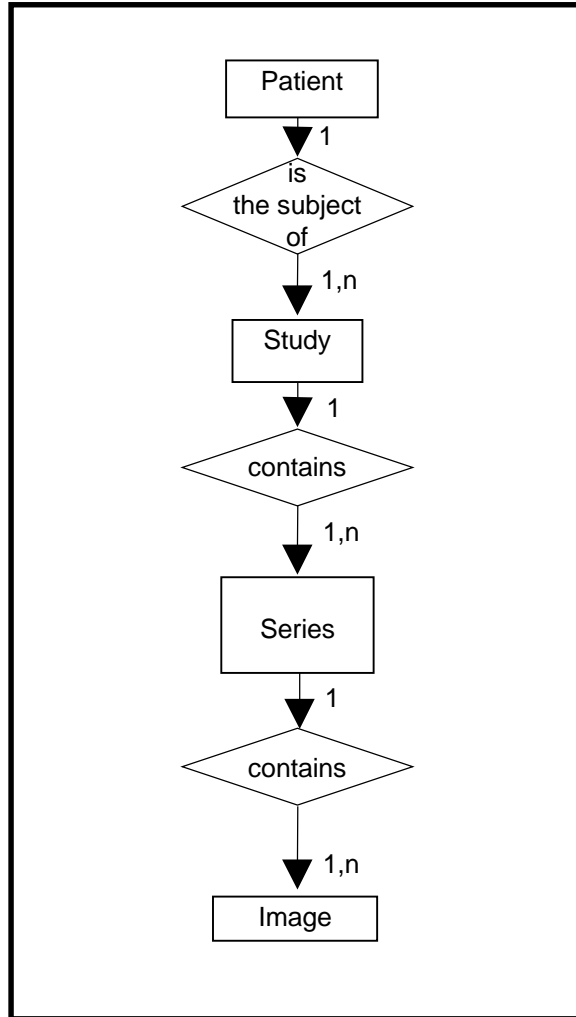 Patient
1
is
the subject
of
1,n
Study
1
contains
1,n
Series
1
contains
1,n
Image